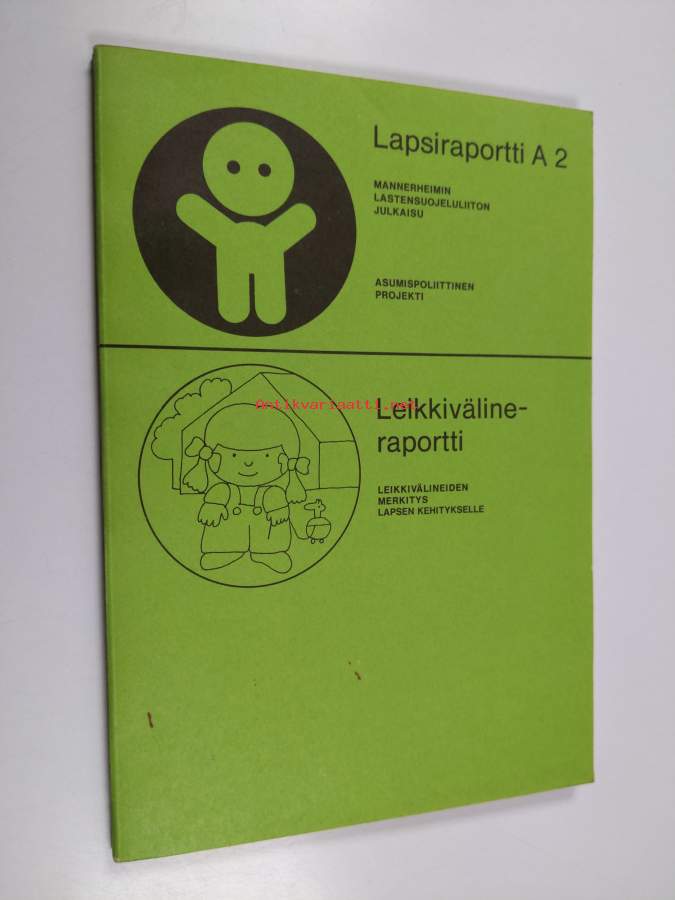 Lapsiraportti A 2
MANNERHEIMIN
LASTENSUOJELULIITON
JULKAISU
ASUMISPOLIITTINEN
PROJEKTI
Antikvariaatti.net
Leikkiväline-
raportti
LEIKKIVÄLINEIDEN
MERKITYS
LAPSEN KEHITYKSELLE